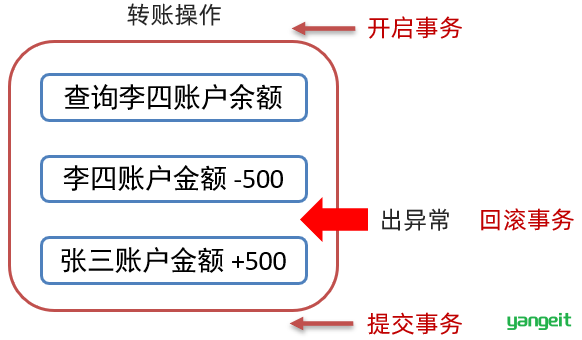 转账操作
开启事务
查询李四账户余额
李四账户金额 -500
出异常 回滚事务
张三账户金额 +500
提交事务
yangeit